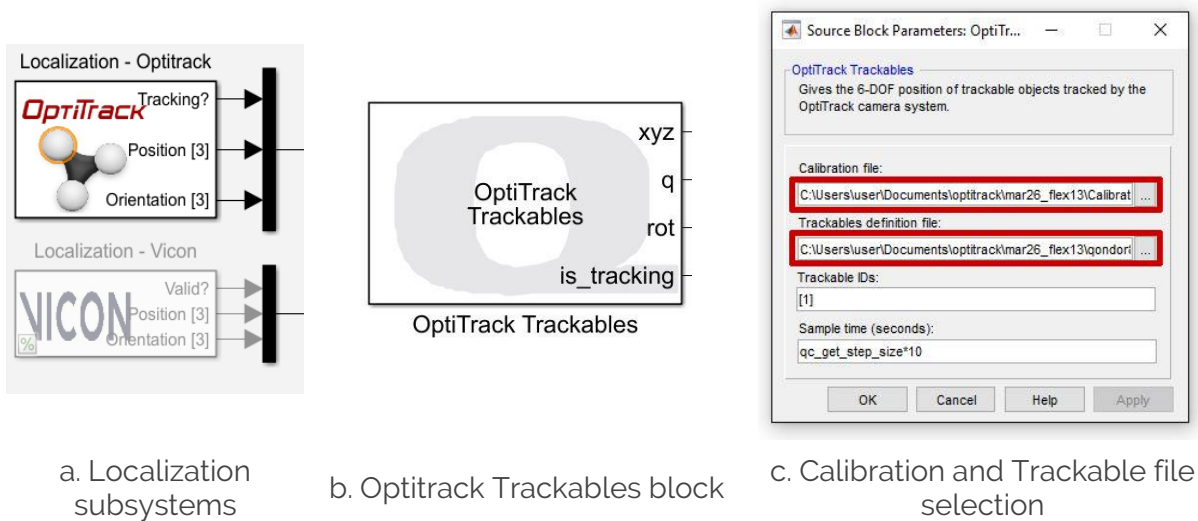 Localization - Optitrack
OPTITRACK
Tracking?
Position [3]
Orientation [3]
Localization - Vicon
VICON
Valid?
Position [3]
Orientation [3]
%
a. Localization
subsystems
OptiTrack
Trackables
xyz
q
rot
is_tracking
OptiTrack Trackables
b. Optitrack Trackables block
Source Block Parameters: OptiTr...
OptiTrack Trackables
Gives the 6-DOF position of trackable objects tracked by the
OptiTrack camera system.
Calibration file:
C:\Users\user\Documents\optitrack\mar26_flex13\Calibrat ...
Trackables definition file:
C:\Users\user\Documents\optitrack\mar26_flex13\qondor ...
Trackable IDs:
[1]
Sample time (seconds):
qc_get_step_size*10
OK Cancel Help Apply
c. Calibration and Trackable file
selection